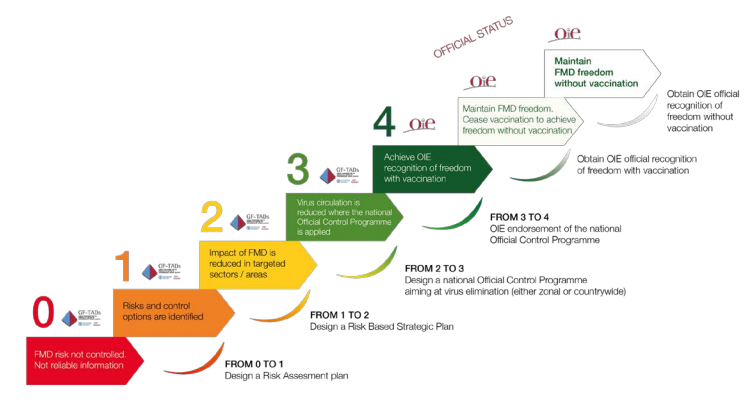 OFFICIAL STATUS
OIE
Maintain
FMD freedom
without vaccination
Obtain OIE official
recognition of
freedom without
vaccination
OIE
Maintain FMD freedom.
Cease vaccination to achieve
freedom without vaccination
Obtain OIE official recognition
of freedom with vaccination
4
OIE
Achieve OIE
recognition of freedom
with vaccination
FROM 3 TO 4
OIE endorsement of the national
Official Control Programme
3
GF-TADs
Virus circulation is
reduced where the national
Official Control Programme
is applied
FROM 2 TO 3
Design a national Official Control Programme
aiming at virus elimination (either zonal or countrywide)
2
GF-TADs
Impact of FMD is
reduced in targeted
sectors / areas
FROM 1 TO 2
Design a Risk Based Strategic Plan
1
GF-TADs
Risks and control
options are identified
FROM 0 TO 1
Design a Risk Assesment plan
0
GF-TADs
FMD risk not controlled.
Not reliable information